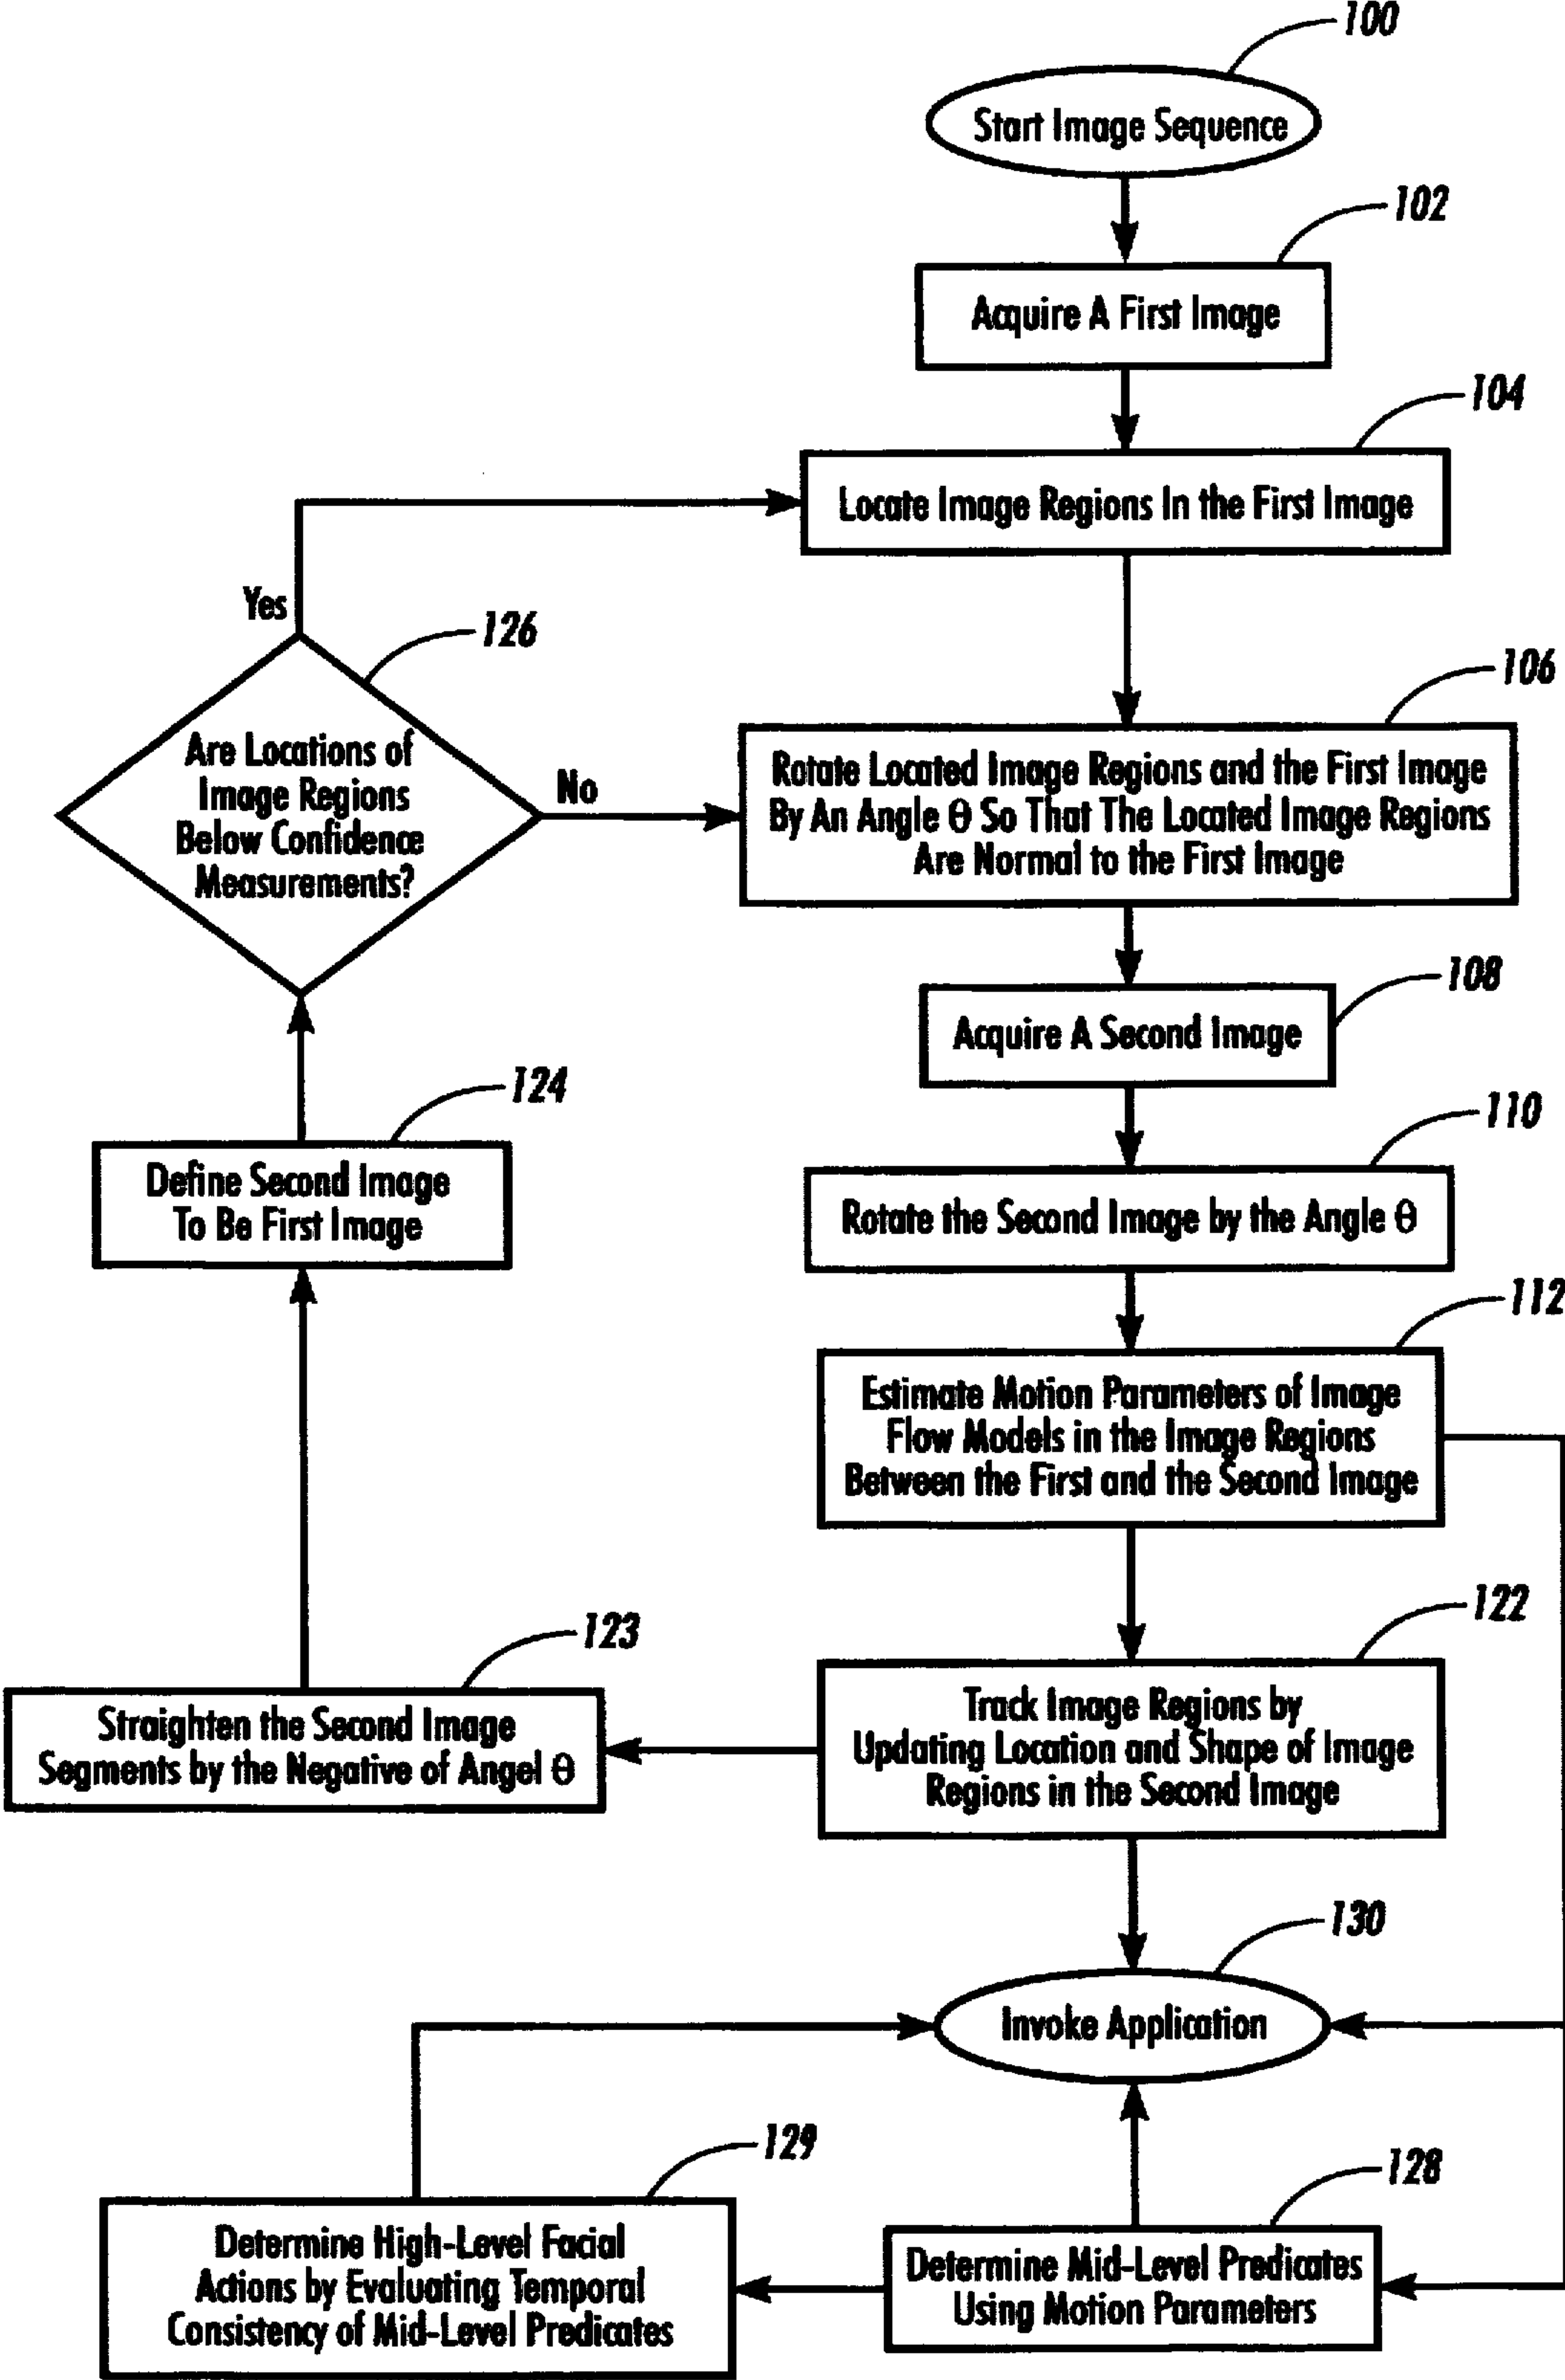 100
Start Image Sequence
102
Acquire A First Image
104
Locate Image Regions In the First Image
Yes
126
Are Locations of
Image Regions
Below Confidence
Measurements?
No
106
Rotate Located Image Regions and the First Image
By An Angle θ So That The Located Image Regions
Are Normal to the First Image
108
Acquire A Second Image
124
Define Second Image
To Be First Image
110
Rotate the Second Image by the Angle θ
112
Estimate Motion Parameters of Image
Flow Models in the Image Regions
Between the First and the Second Image
122
Track Image Regions by
Updating Location and Shape of Image
Regions in the Second Image
123
Straighten the Second Image
Segments by the Negative of Angel θ
130
Invoke Application
129
Determine High-Level Facial
Actions by Evaluating Temporal
Consistency of Mid-Level Predicates
128
Determine Mid-Level Predicates
Using Motion Parameters